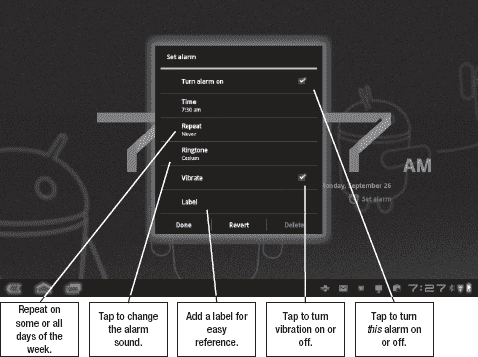 Set alarm
Turn alarm on
Time
7:30 am
Repeat
Never
Ringtone
Cesium
Vibrate
Label
Done Revert Delete
7 7
AM
Monday, September 26
Set alarm
7:27
Repeat on
some or all
days of the
week.
Tap to change
the alarm
sound.
Add a label for
easy
reference.
Tap to turn
vibration on or
off.
Tap to turn
this alarm on
or off.